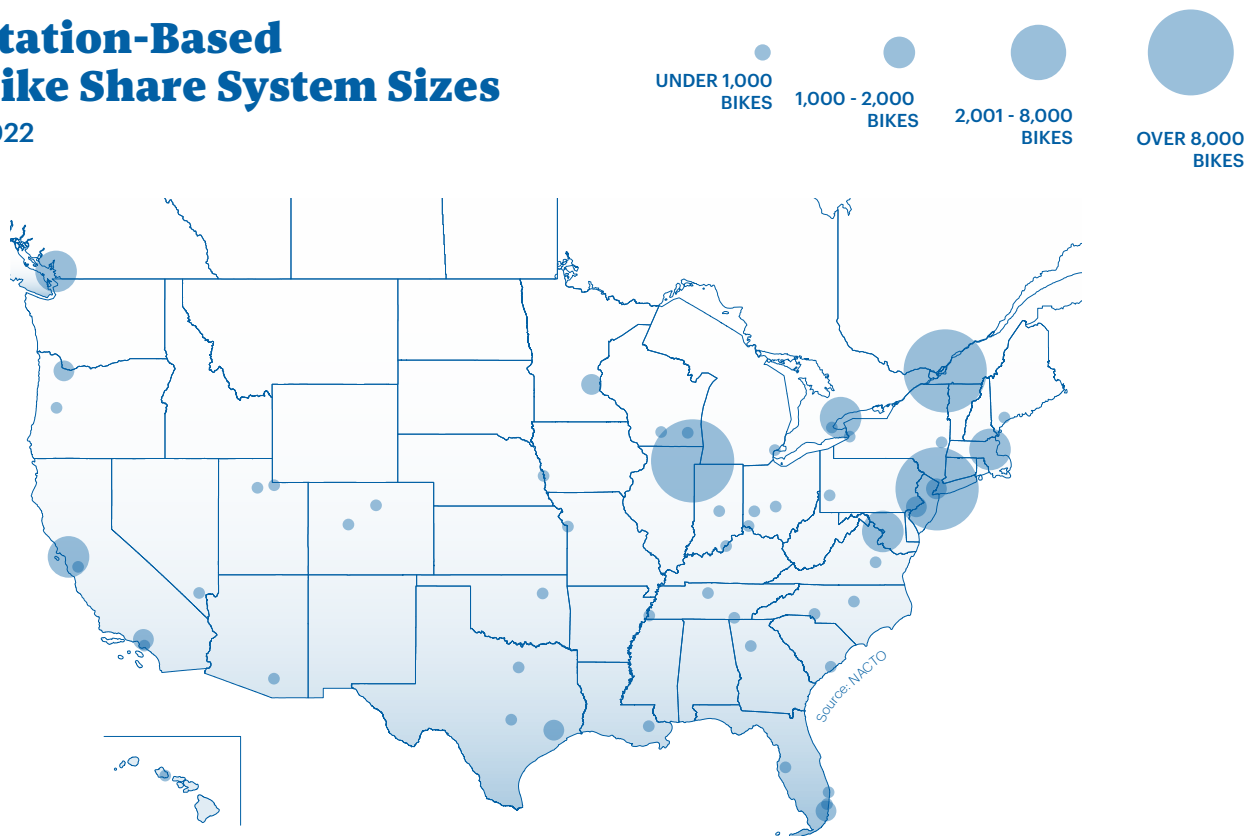 tation-Based
ike Share System Sizes
022
UNDER 1,000
BIKES
1,000 - 2,000
BIKES
2,001 - 8,000
BIKES
OVER 8,000
BIKES
Source: NACTO